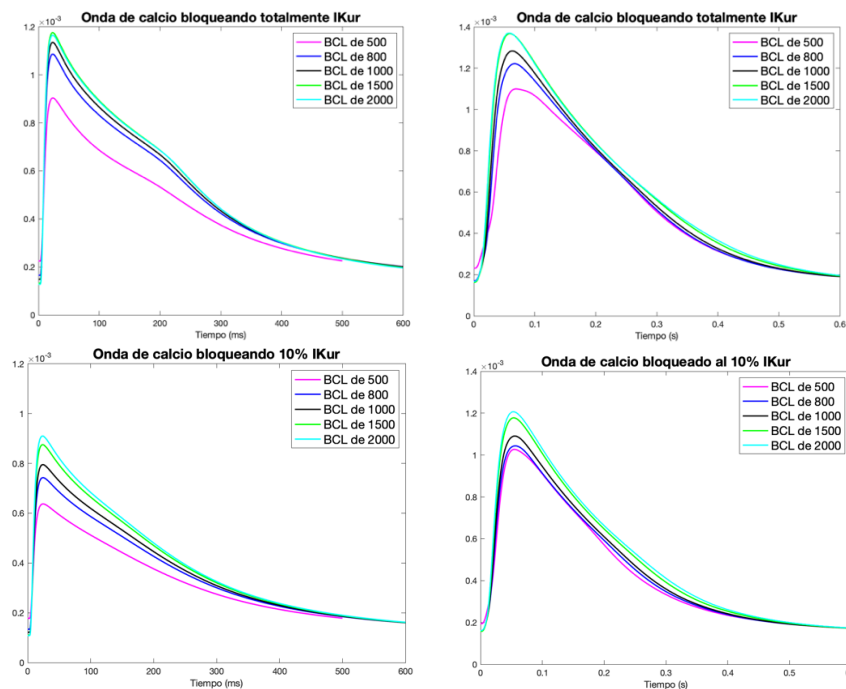 Onda de calcio bloqueando totalmente IKur
×10⁻³
1.2
1
0.8
0.6
0.4
0.2
0
0
100
200
300
400
500
600
Tiempo (ms)
BCL de 500
BCL de 800
BCL de 1000
BCL de 1500
BCL de 2000
Onda de calcio bloqueando totalmente IKur
×10⁻³
1.4
1.2
1
0.8
0.6
0.4
0.2
0
0
0.1
0.2
0.3
0.4
0.5
0.6
Tiempo (s)
BCL de 500
BCL de 800
BCL de 1000
BCL de 1500
BCL de 2000
Onda de calcio bloqueando 10% IKur
×10⁻³
1.2
1
0.8
0.6
0.4
0.2
0
0
100
200
300
400
500
600
Tiempo (ms)
BCL de 500
BCL de 800
BCL de 1000
BCL de 1500
BCL de 2000
Onda de calcio bloqueado al 10% IKur
×10⁻³
1.4
1.2
1
0.8
0.6
0.4
0.2
0
0
0.1
0.2
0.3
0.4
0.5
Tiempo (s)
BCL de 500
BCL de 800
BCL de 1000
BCL de 1500
BCL de 2000